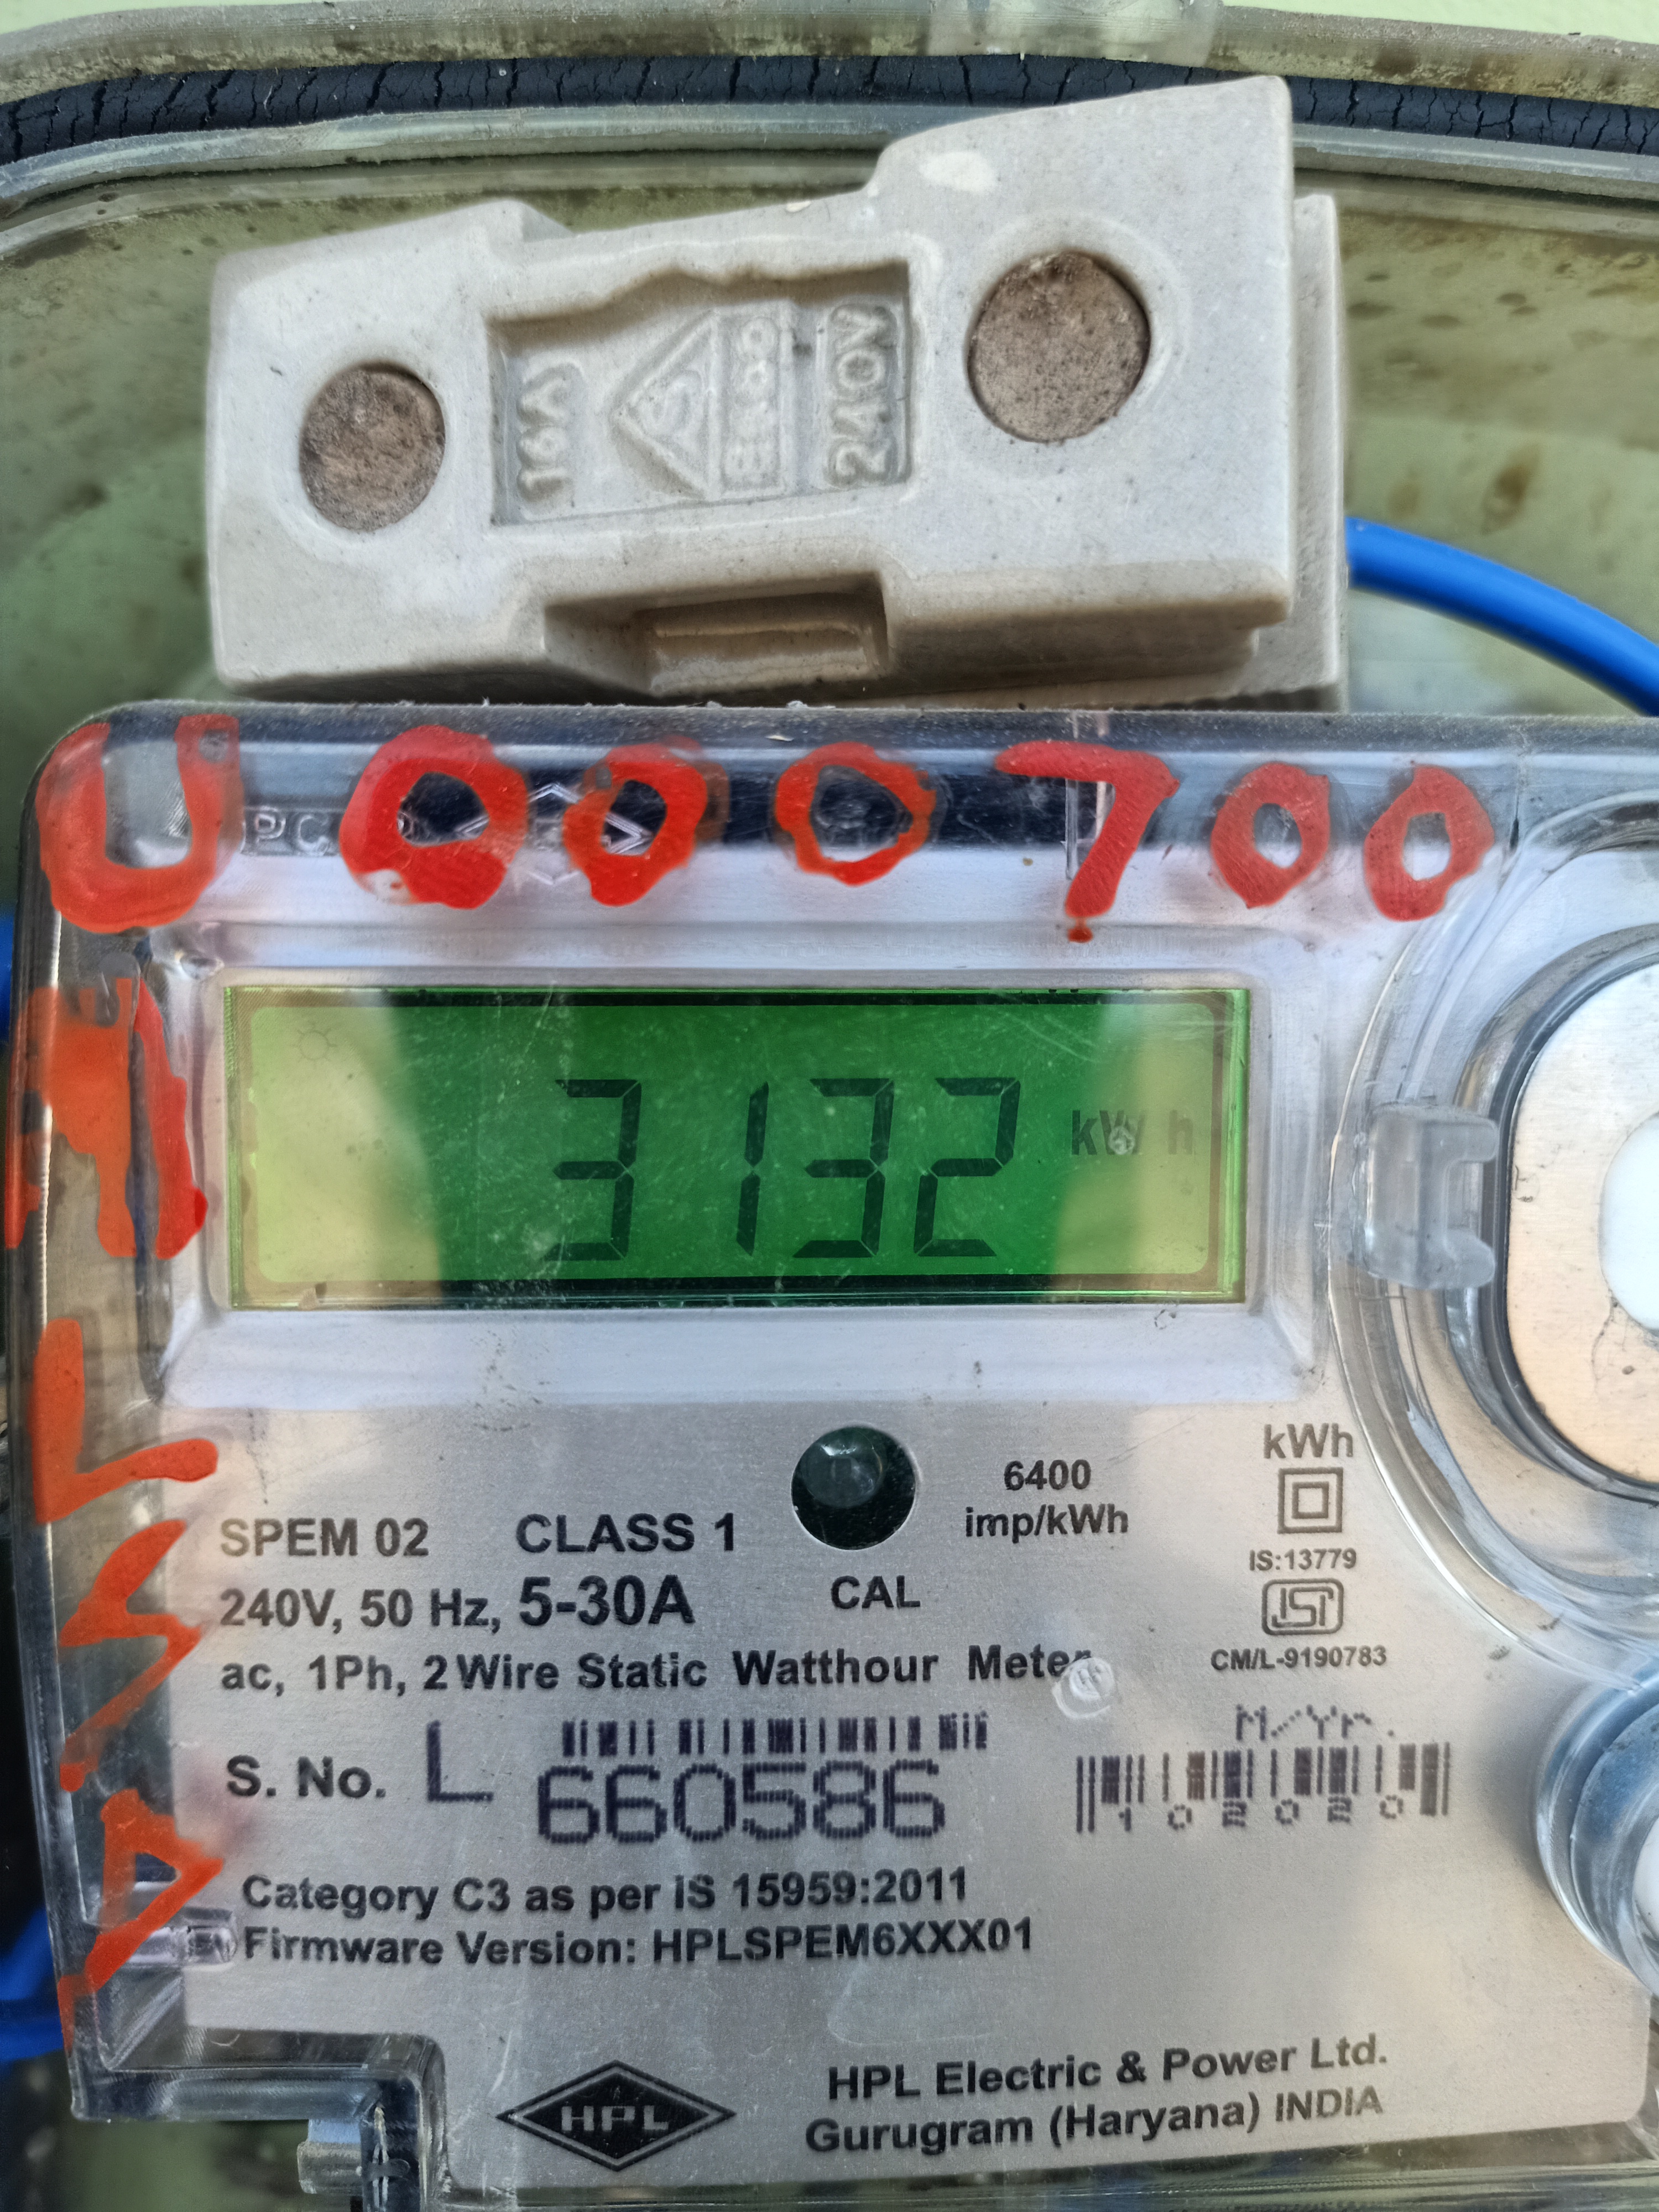 16A
240V
U 000700
3132 kWh
6400
imp/kWh
kWh
IS:13779
ISI
CM/L-9190783
SPEM 02 CLASS 1
CAL
240V, 50 Hz, 5-30A
ac, 1Ph, 2 Wire Static Watthour Meter
M/Yr.
S. No. L 660586
102020
Category C3 as per IS 15959:2011
Firmware Version: HPLSPEM6XXX01
HPL
HPL Electric & Power Ltd.
Gurugram (Haryana) INDIA